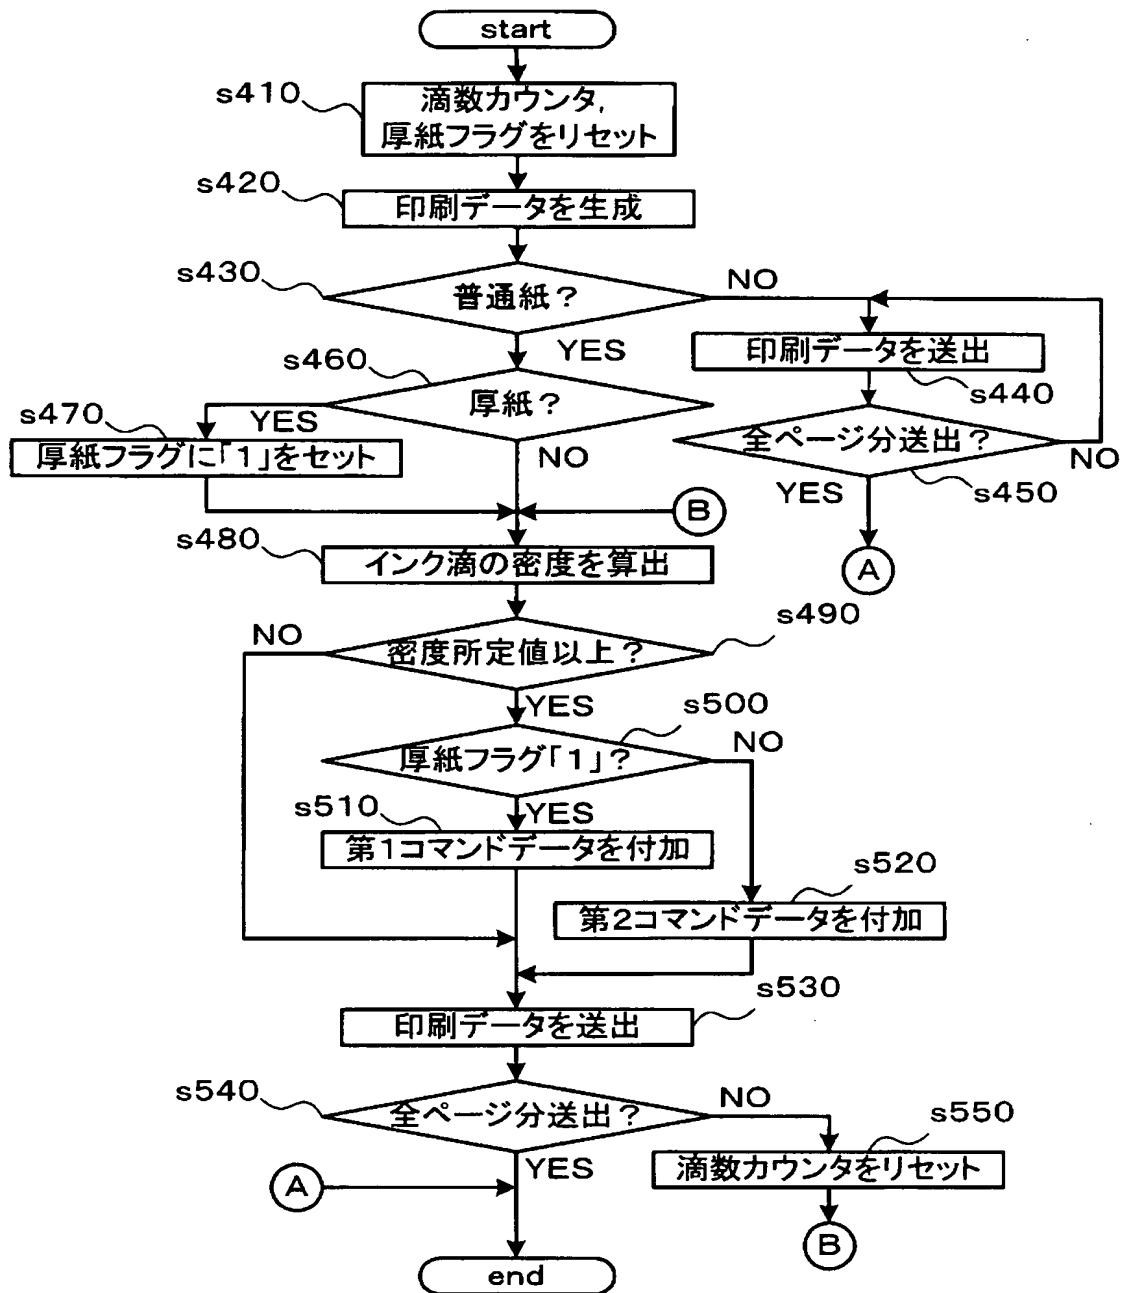 start
s410
滴数カウンタ,
厚紙フラグをリセット
s420
印刷データを生成
s430
普通紙?
NO
YES
印刷データを送出
s440
s460
厚紙?
YES
NO
s470
厚紙フラグに「1」をセット
全ページ分送出?
NO
YES
s450
B
A
s480
インク滴の密度を算出
s490
密度所定値以上?
NO
YES
s500
厚紙フラグ「1」?
NO
YES
s510
第1コマンドデータを付加
s520
第2コマンドデータを付加
s530
印刷データを送出
s540
全ページ分送出?
NO
YES
s550
滴数カウンタをリセット
A
B
end